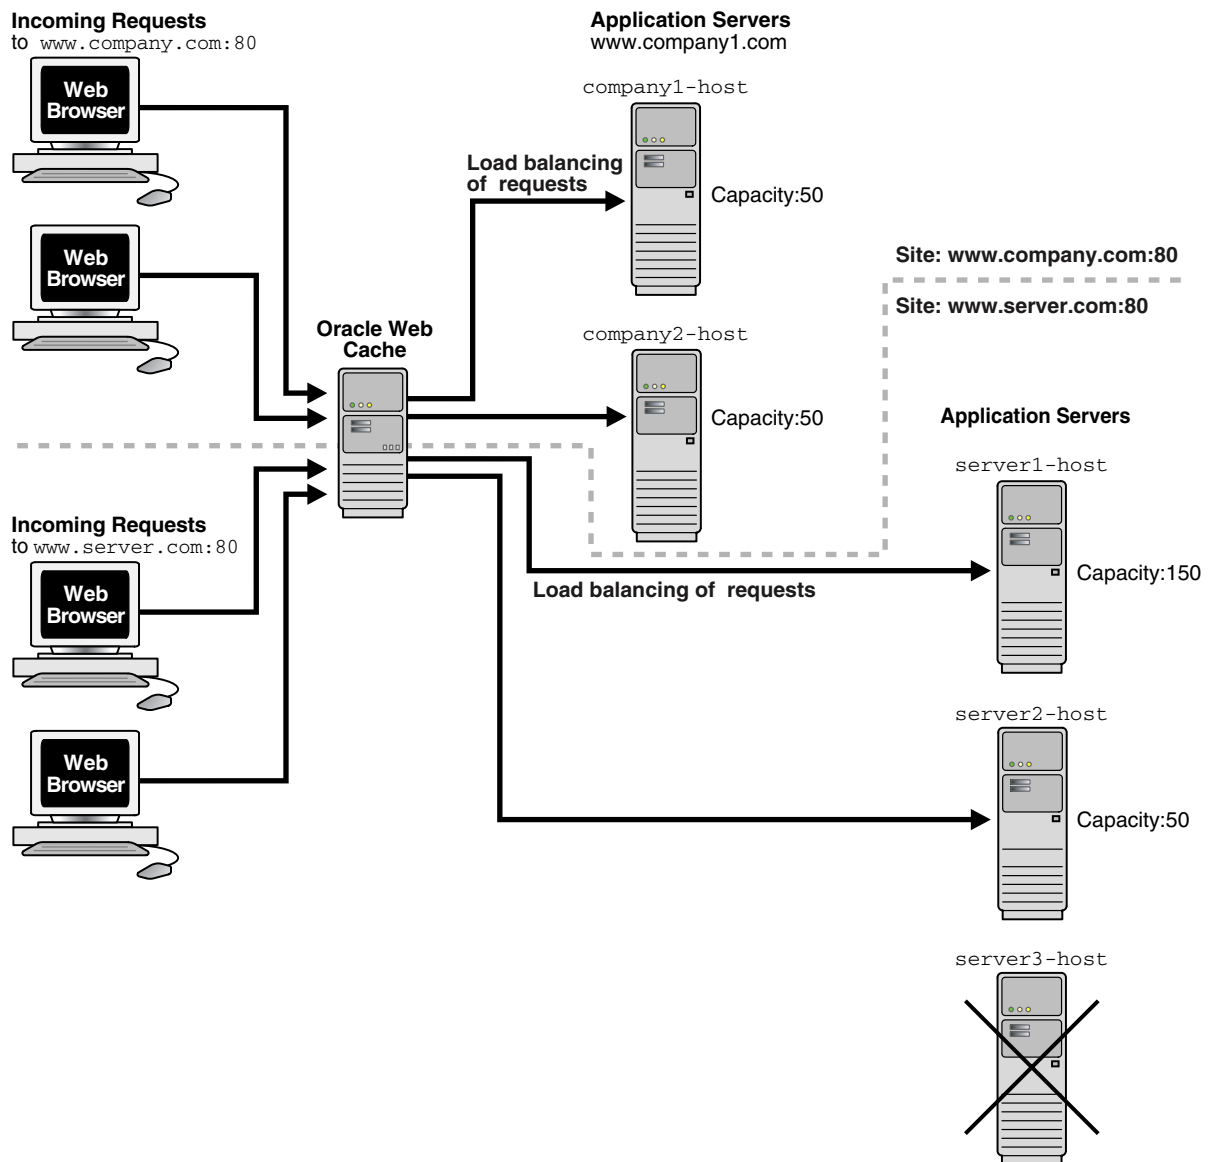 Incoming Requests
to www.company.com:80
Web
Browser
Web
Browser
Application Servers
www.company1.com
company1-host
Load balancing
of requests
Capacity:50
Site: www.company.com:80
Site: www.server.com:80
Oracle Web
Cache
company2-host
Capacity:50
Application Servers
server1-host
Capacity:150
Incoming Requests
to www.server.com:80
Web
Browser
Web
Browser
Load balancing of requests
server2-host
Capacity:50
server3-host